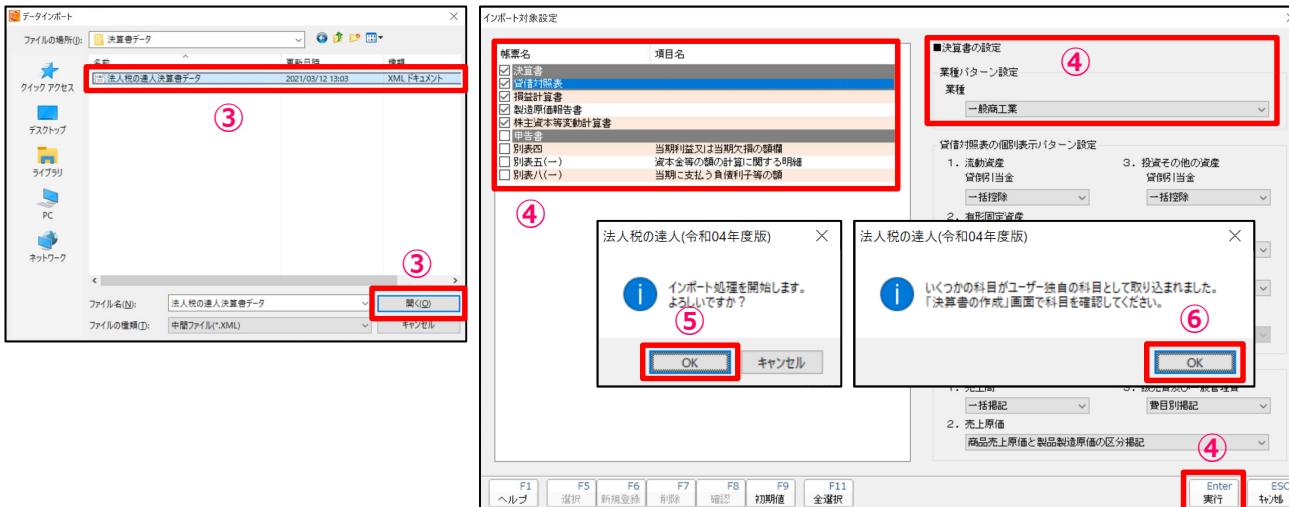 データインポート
ファイルの場所(I):
決算書データ
名前
更新日時
種類
法人税の達人決算書データ
2021/03/12 13:03
XML ドキュメント
③
クイック アクセス
デスクトップ
ライブラリ
PC
ネットワーク
③
ファイル名(N):
法人税の達人決算書データ
開く(O)
ファイルの種類(T):
中間ファイル(*.XML)
キャンセル
インポート対象設定
帳票名
項目名
決算書
貸借対照表
損益計算書
製造原価報告書
株主資本等変動計算書
申告書
別表四
当期利益又は当期欠損の額欄
別表五(一)
資本金等の額の計算に関する明細
別表八(一)
当期に支払う負債利子等の額
④
■決算書の設定
④
業種パターン設定
業種
一般商工業
貸借対照表の個別表示パターン設定
1. 流動資産
貸倒引当金
一括控除
3. 投資その他の資産
貸倒引当金
一括控除
2. 有形固定資産
法人税の達人(令和04年度版)
インポート処理を開始します。
よろしいですか？
⑤
OK
キャンセル
法人税の達人(令和04年度版)
いくつかの科目がユーザー独自の科目として取り込まれました。
「決算書の作成」画面で科目を確認してください。
⑥
OK
1. 売上高
一括掲記
3. 販売費及び一般管理費
費目別掲記
2. 売上原価
商品売上原価と製品製造原価の区分掲記
④
F1
ヘルプ
F5
選択
F6
新規登録
F7
削除
F8
確認
F9
初期値
F11
全選択
Enter
実行
ESC
キャンセル